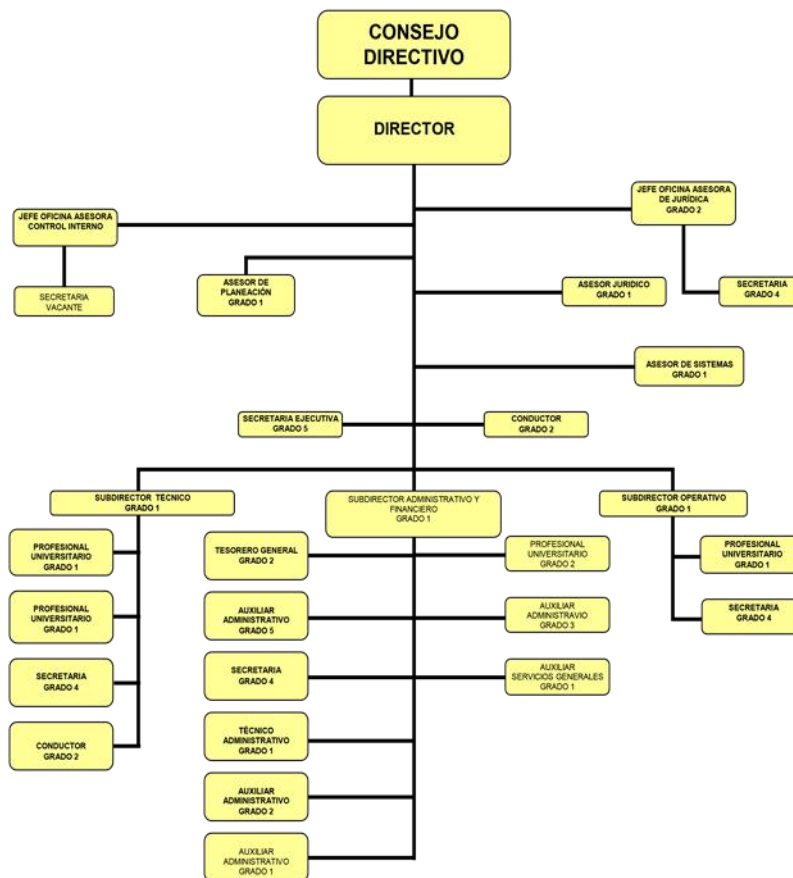 CONSEJO
DIRECTIVO
DIRECTOR
JEFE OFICINA ASESORA
DE JURÍDICA
GRADO 2
JEFE OFICINA ASESORA
CONTROL INTERNO
SECRETARIA
VACANTE
ASESOR DE
PLANEACIÓN
GRADO 1
ASESOR JURIDICO
GRADO 1
SECRETARIA
GRADO 4
ASESOR DE SISTEMAS
GRADO 1
SECRETARIA EJECUTIVA
GRADO 5
CONDUCTOR
GRADO 2
SUBDIRECTOR TÉCNICO
GRADO 1
SUBDIRECTOR ADMINISTRATIVO Y
FINANCIERO
GRADO 1
SUBDIRECTOR OPERATIVO
GRADO 1
PROFESIONAL
UNIVERSITARIO
GRADO 1
PROFESIONAL
UNIVERSITARIO
GRADO 1
SECRETARIA
GRADO 4
CONDUCTOR
GRADO 2
TESORERO GENERAL
GRADO 2
PROFESIONAL
UNIVERSITARIO
GRADO 2
AUXILIAR
ADMINISTRATIVO
GRADO 5
AUXILIAR
ADMINISTRAVIO
GRADO 3
SECRETARIA
GRADO 4
AUXILIAR
SERVICIOS GENERALES
GRADO 1
TÉCNICO
ADMINISTRATIVO
GRADO 1
AUXILIAR
ADMINISTRATIVO
GRADO 2
AUXILIAR
ADMINISTRATIVO
GRADO 1
PROFESIONAL
UNIVERSITARIO
GRADO 1
SECRETARIA
GRADO 4